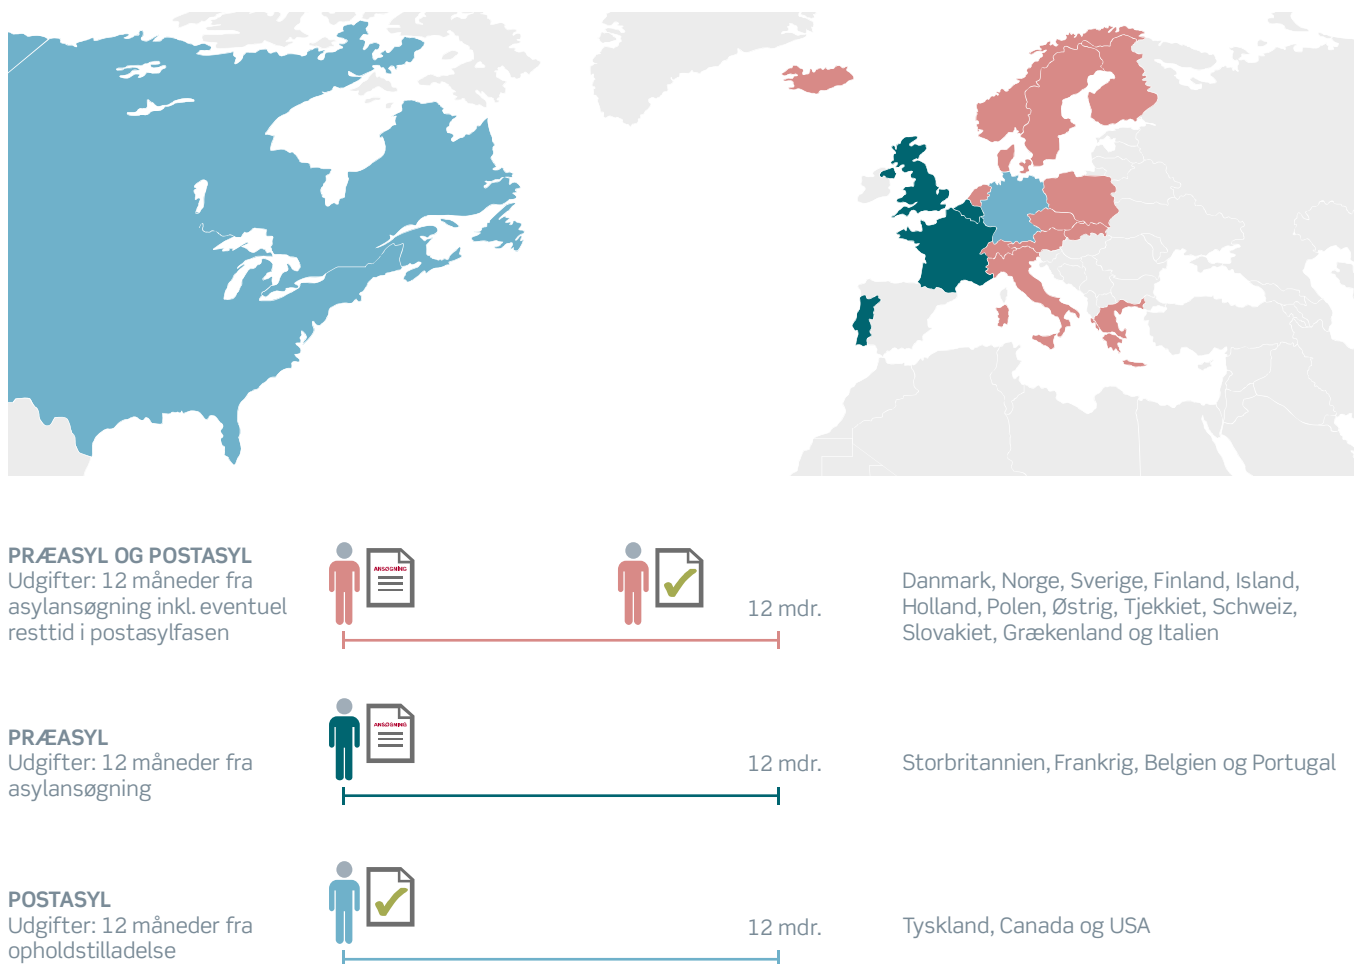 PRÆASYL OG POSTASYL
Udgifter: 12 måneder fra
asylansøgning inkl. eventuel
resttid i postasylfasen
ANSØGNING
12 mdr.
Danmark, Norge, Sverige, Finland, Island,
Holland, Polen, Østrig, Tjekkiet, Schweiz,
Slovakiet, Grækenland og Italien
PRÆASYL
Udgifter: 12 måneder fra
asylansøgning
ANSØGNING
12 mdr.
Storbritannien, Frankrig, Belgien og Portugal
POSTASYL
Udgifter: 12 måneder fra
opholdstilladelse
12 mdr.
Tyskland, Canada og USA